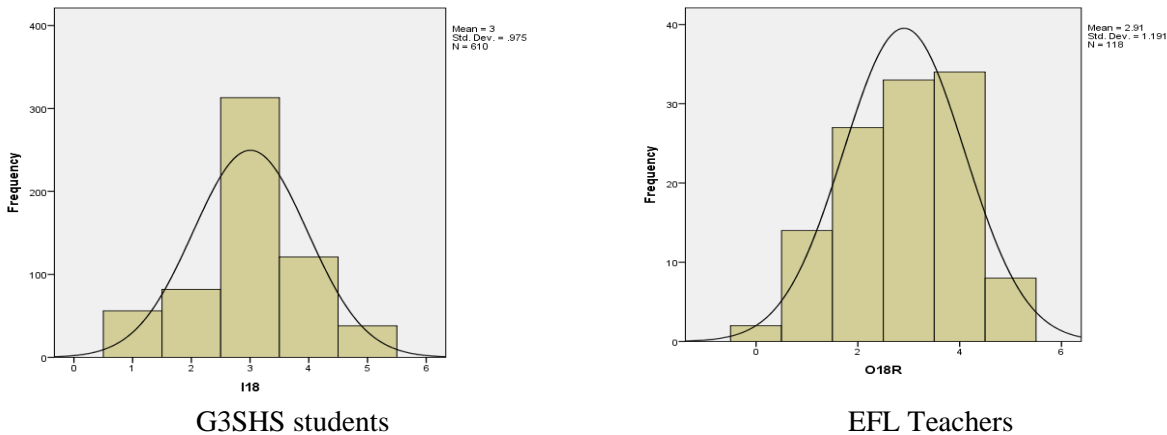 Mean = 3
Std. Dev. = .975
N = 610
Frequency
400
300
200
100
0
0 1 2 3 4 5 6
I18
G3SHS students
Mean = 2.91
Std. Dev. = 1.191
N = 118
Frequency
40
30
20
10
0
0 2 4 6
O18R
EFL Teachers